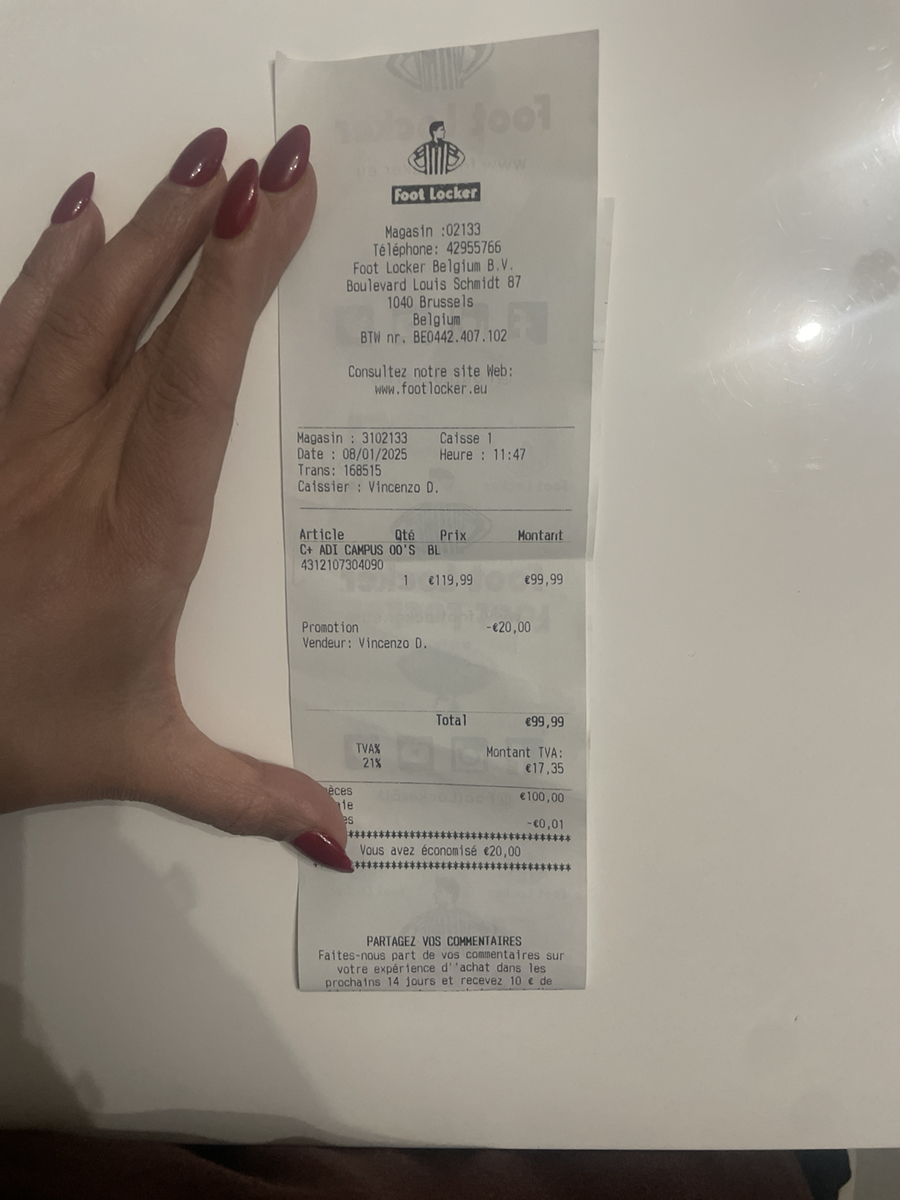 Foot Locker
Magasin :02133
Téléphone: 42955766
Foot Locker Belgium B.V.
Boulevard Louis Schmidt 87
1040 Brussels
Belgium
BTW nr. BE0442.407.102
Consultez notre site Web:
www.footlocker.eu
Magasin : 3102133 Caisse 1
Date : 08/01/2025 Heure : 11:47
Trans: 168515
Caissier : Vincenzo D.
Article Qté Prix Montant
C+ ADI CAMPUS 00'S BL
4312107304090
1 €119,99 €99,99
Promotion -€20,00
Vendeur: Vincenzo D.
Total €99,99
TVA% Montant TVA:
21% €17,35
€100,00
-€0,01
Vous avez économisé €20,00
PARTAGEZ VOS COMMENTAIRES
Faites-nous part de vos commentaires sur
votre expérience d''achat dans les
prochains 14 jours et recevez 10 € de